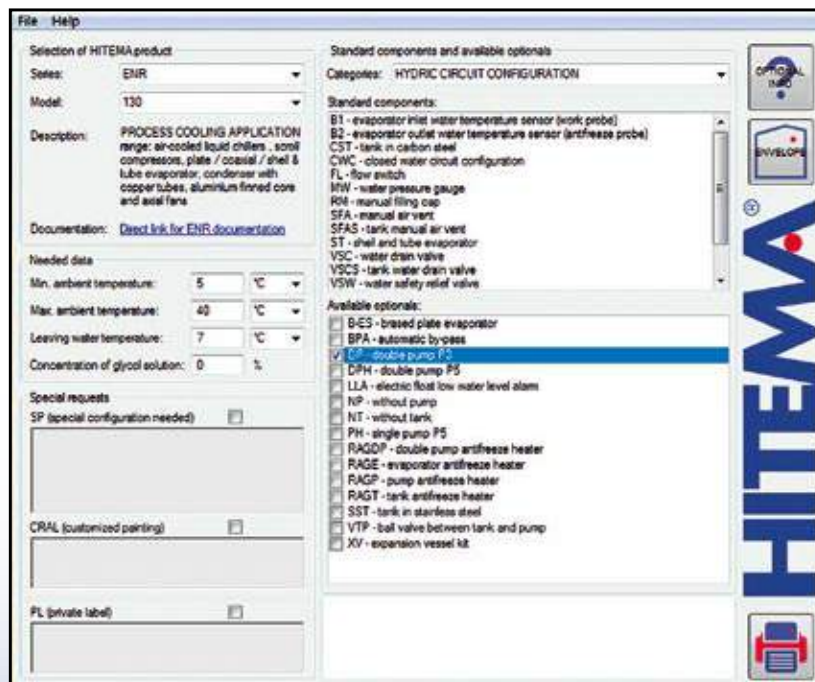 File Help
Selection of HITEMA product
Series: ENR
Model: 130
Description: PROCESS COOLING APPLICATION
range: air-cooled liquid chillers , scroll
compressors, plate / coaxial / shell &
tube evaporator, condenser with
copper tubes, aluminium finned core
and axial fans
Documentation: Direct link for ENR documentation
Needed data
Min. ambient temperature: 5 °C
Max. ambient temperature: 40 °C
Leaving water temperature: 7 °C
Concentration of glycol solution: 0 %
Special requests
SP (special configuration needed)
CRAL (customized painting)
PL (private label)
Standard components and available optionals
Categories: HYDRIC CIRCUIT CONFIGURATION
Standard components:
B1 - evaporator inlet water temperature sensor (work probe)
B2 - evaporator outlet water temperature sensor (antifreeze probe)
CST - tank in carbon steel
CWC - closed water circuit configuration
FL - flow switch
MW - water pressure gauge
RM - manual filling cap
SFA - manual air vent
SFAS - tank manual air vent
ST - shell and tube evaporator
VSC - water drain valve
VSCS - tank water drain valve
VSW - water safety relief valve
Available optionals:
B-ES - brased plate evaporator
BPA - automatic by-pass
DP - double pump P3
DPH - double pump P5
LLA - electric float low water level alarm
NP - without pump
NT - without tank
PH - single pump P5
RAGDP - double pump antifreeze heater
RAGE - evaporator antifreeze heater
RAGP - pump antifreeze heater
RAGT - tank antifreeze heater
SST - tank in stainless steel
VTP - ball valve between tank and pump
XV - expansion vessel kit
OPTIONAL
INFO
ENVELOPE
HITEMA®